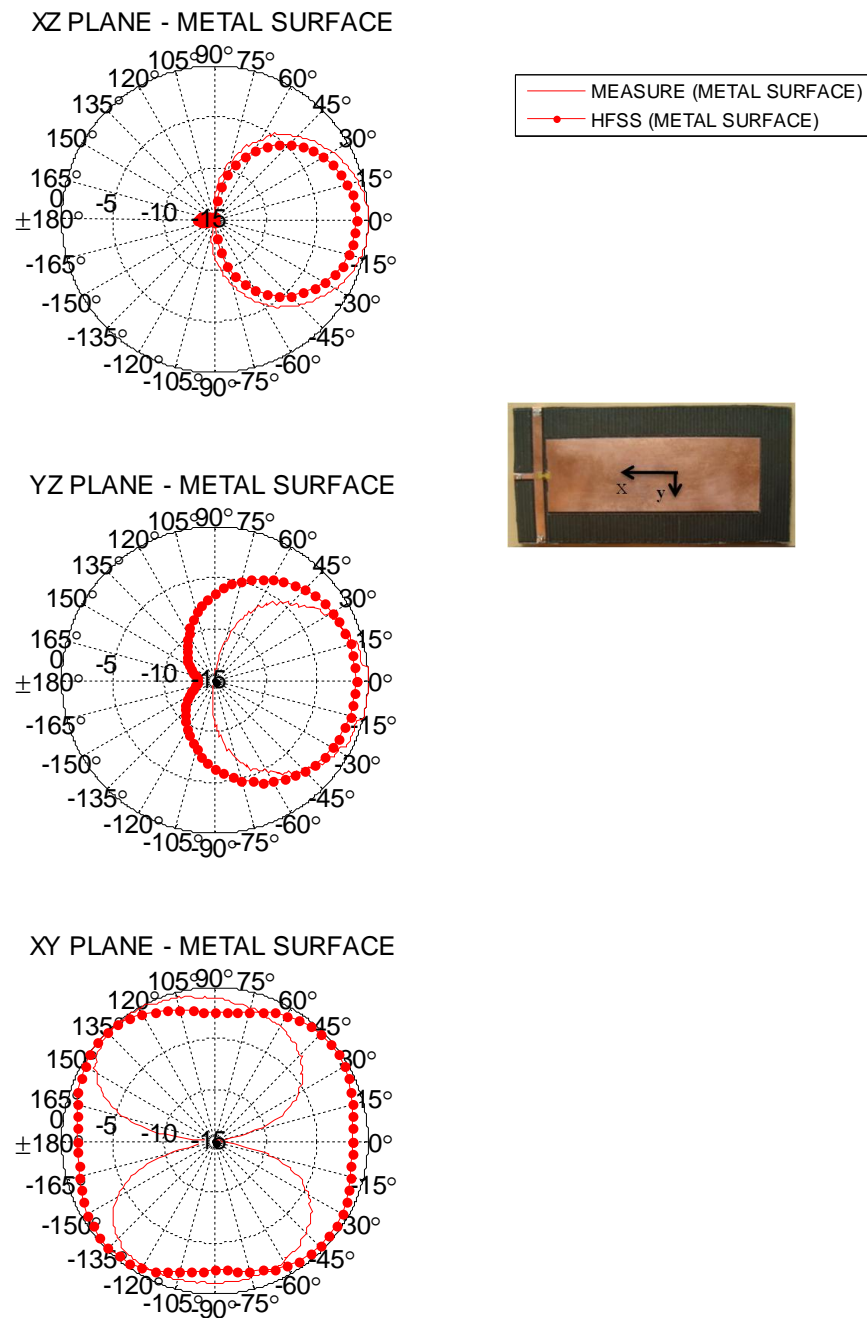 XZ PLANE - METAL SURFACE
105° 90° 75°
120° 60°
135° 45°
150° 30°
165° 15°
0 -5 -10 -15
±180° 0°
-165° -15°
-150° -30°
-135° -45°
-120° -60°
-105° -90° -75°
MEASURE (METAL SURFACE)
HFSS (METAL SURFACE)
X y
YZ PLANE - METAL SURFACE
105° 90° 75°
120° 60°
135° 45°
150° 30°
165° 15°
0 -5 -10 -15
±180° 0°
-165° -15°
-150° -30°
-135° -45°
-120° -60°
-105° -90° -75°
XY PLANE - METAL SURFACE
105° 90° 75°
120° 60°
135° 45°
150° 30°
165° 15°
0 -5 -10 -15
±180° 0°
-165° -15°
-150° -30°
-135° -45°
-120° -60°
-105° -90° -75°